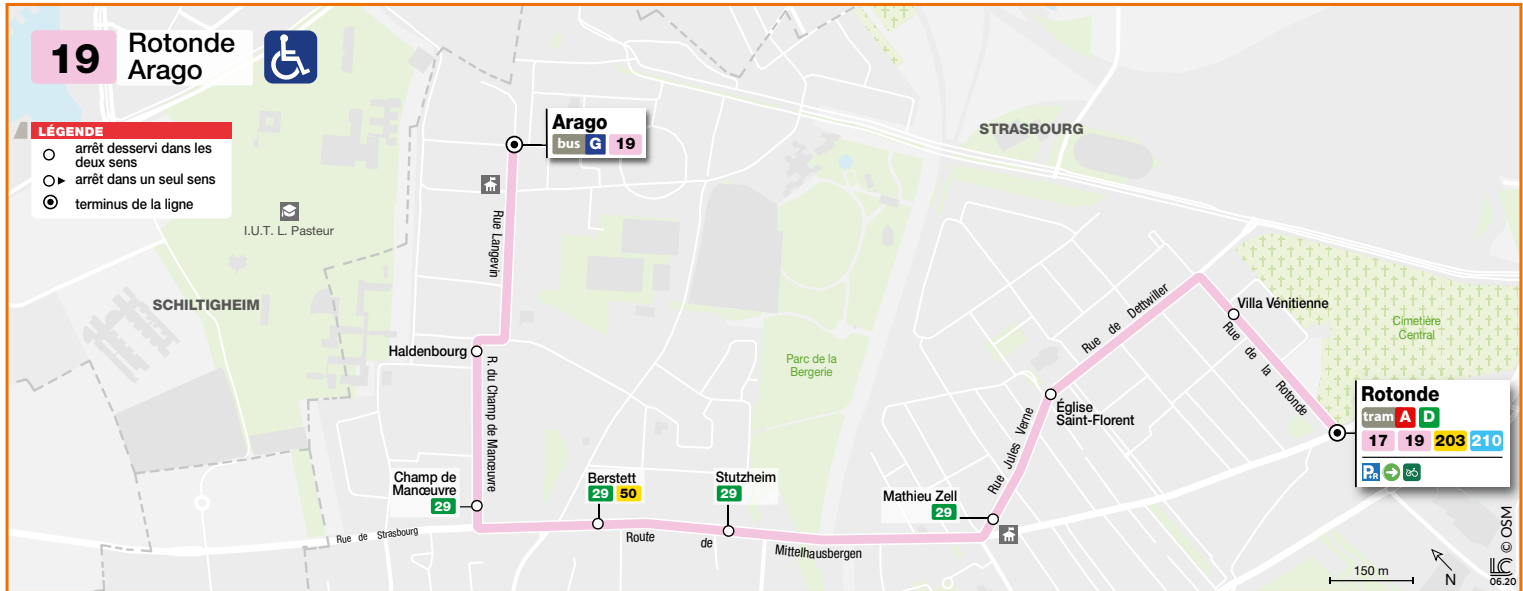 19
Rotonde
Arago
LÉGENDE
arrêt desservi dans les
deux sens
arrêt dans un seul sens
terminus de la ligne
Arago
bus G 19
STRASBOURG
I.U.T. L. Pasteur
Rue Langevin
SCHILTIGHEIM
Haldenbourg
R. du Champ de Manœuvre
Parc de la
Bergerie
Rue de Dettwiller
Villa Vénitienne
Rue de la Rotonde
Cimetière
Central
Église
Saint-Florent
Rue Jules Verne
Rotonde
tram A D
17 19 203 210
P+R
Champ de
Manœuvre
29
Berstett
29 50
Stutzheim
29
Mathieu Zell
29
Rue de Strasbourg
Route de Mittelhausbergen
150 m
N
LC © OSM
06.20